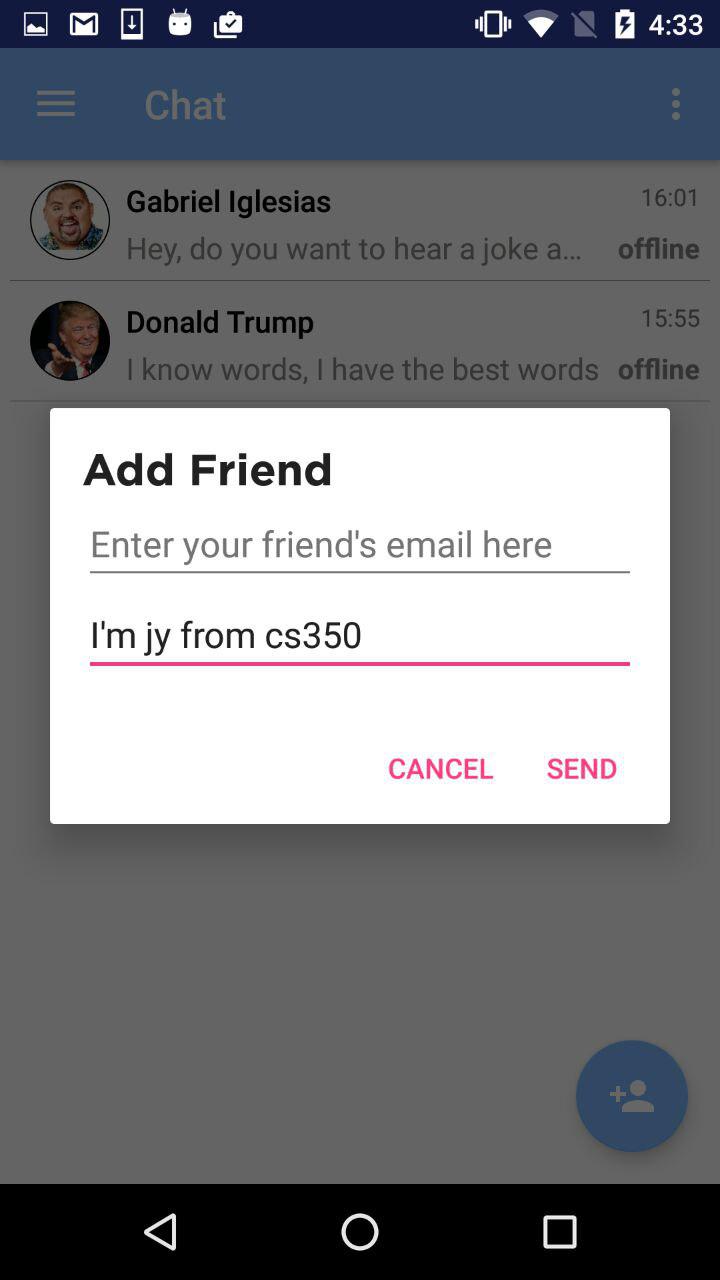 4:33
Chat
Gabriel Iglesias 16:01
Hey, do you want to hear a joke a... offline
Donald Trump 15:55
I know words, I have the best words offline
Add Friend
Enter your friend's email here
I'm jy from cs350
CANCEL SEND